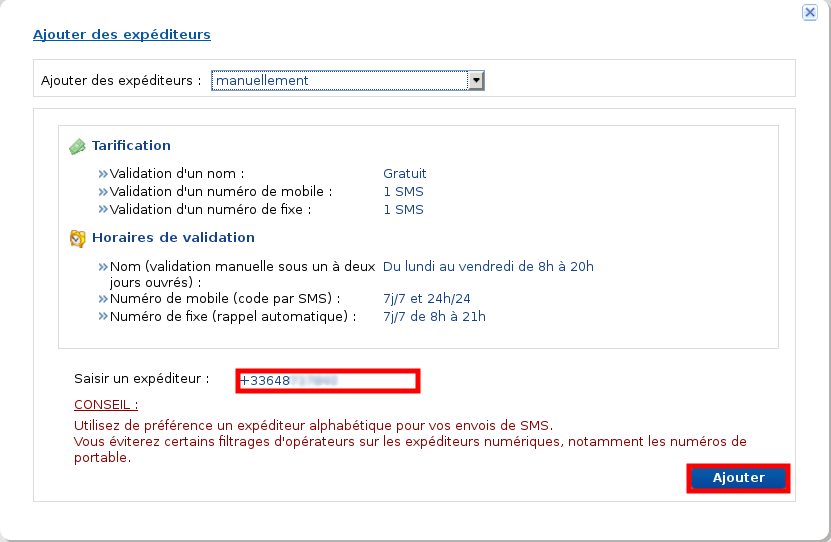 Ajouter des expéditeurs
Ajouter des expéditeurs : manuellement
Tarification
Validation d'un nom : Gratuit
Validation d'un numéro de mobile : 1 SMS
Validation d'un numéro de fixe : 1 SMS
Horaires de validation
Nom (validation manuelle sous un à deux Du lundi au vendredi de 8h à 20h
jours ouvrés) :
Numéro de mobile (code par SMS) : 7j/7 et 24h/24
Numéro de fixe (rappel automatique) : 7j/7 de 8h à 21h
Saisir un expéditeur : +33648
CONSEIL :
Utilisez de préférence un expéditeur alphabétique pour vos envois de SMS.
Vous éviterez certains filtrages d'opérateurs sur les expéditeurs numériques, notamment les numéros de
portable.
Ajouter